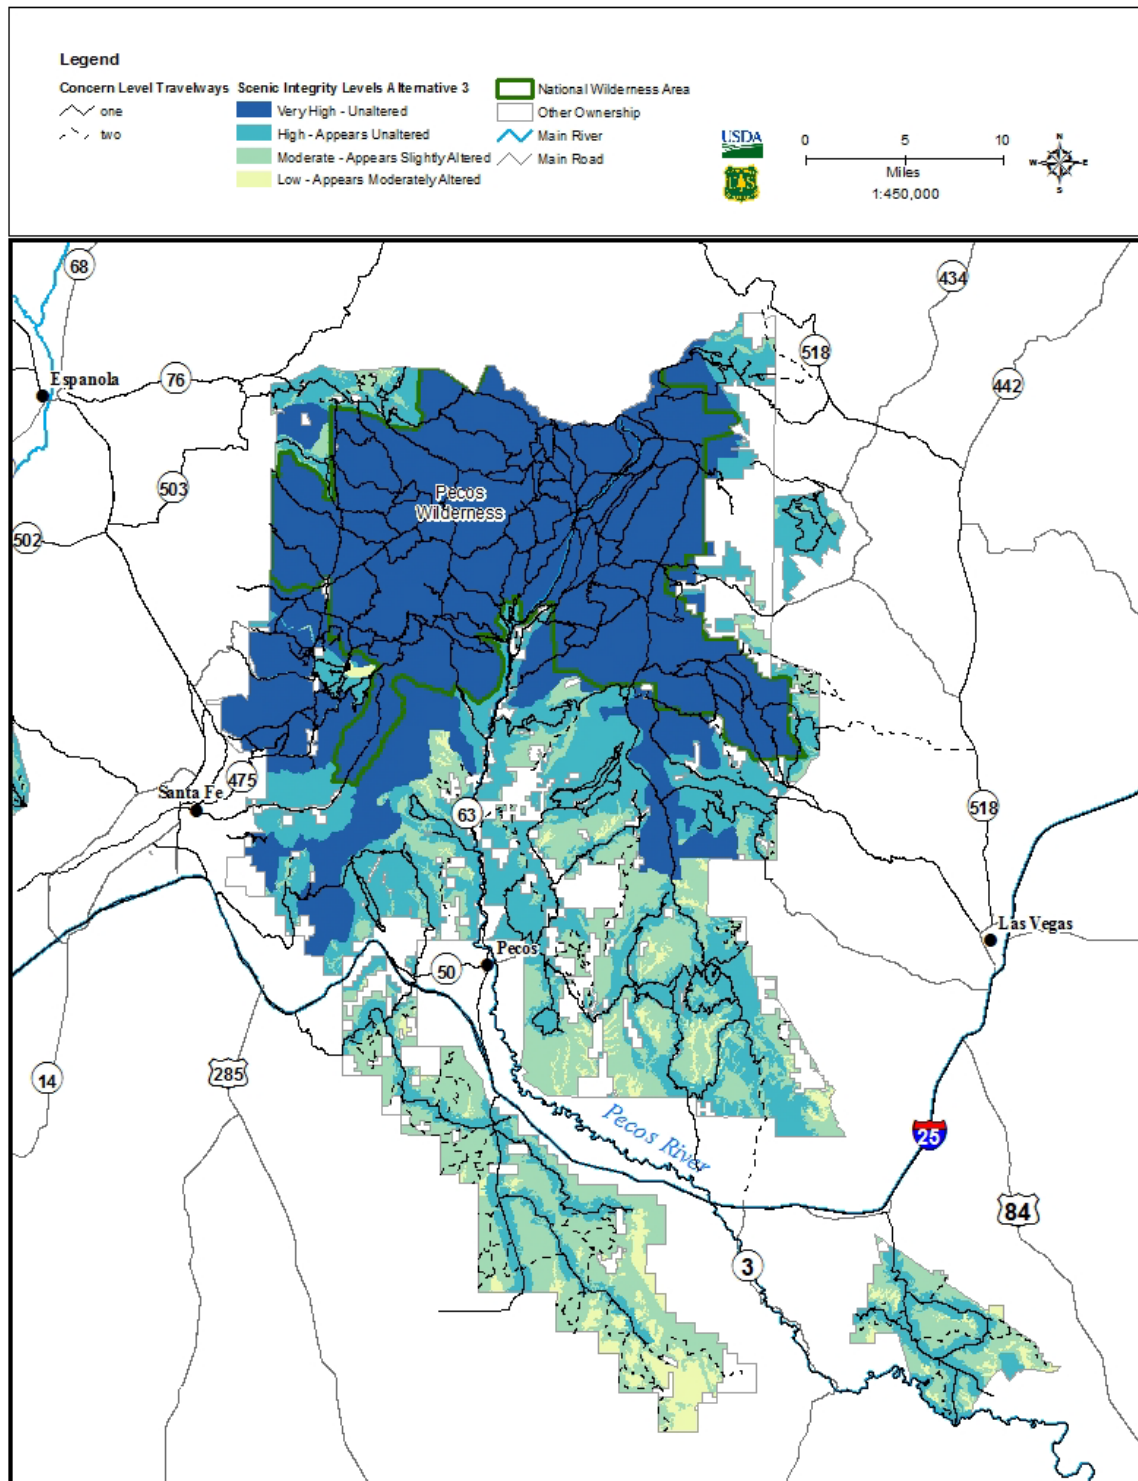 Legend
Concern Level Travelways
one
two
Scenic Integrity Levels Alternative 3
Very High - Unaltered
High - Appears Unaltered
Moderate - Appears Slightly Altered
Low - Appears Moderately Altered
National Wilderness Area
Other Ownership
Main River
Main Road
USDA
U S
0 5 10
Miles
1:450,000
N
W E
S
68
434
518
Espanola
76
442
503
Pecos
Wilderness
502
475
Santa Fe
63
518
Las Vegas
Pecos
50
14
285
Pecos River
25
84
3